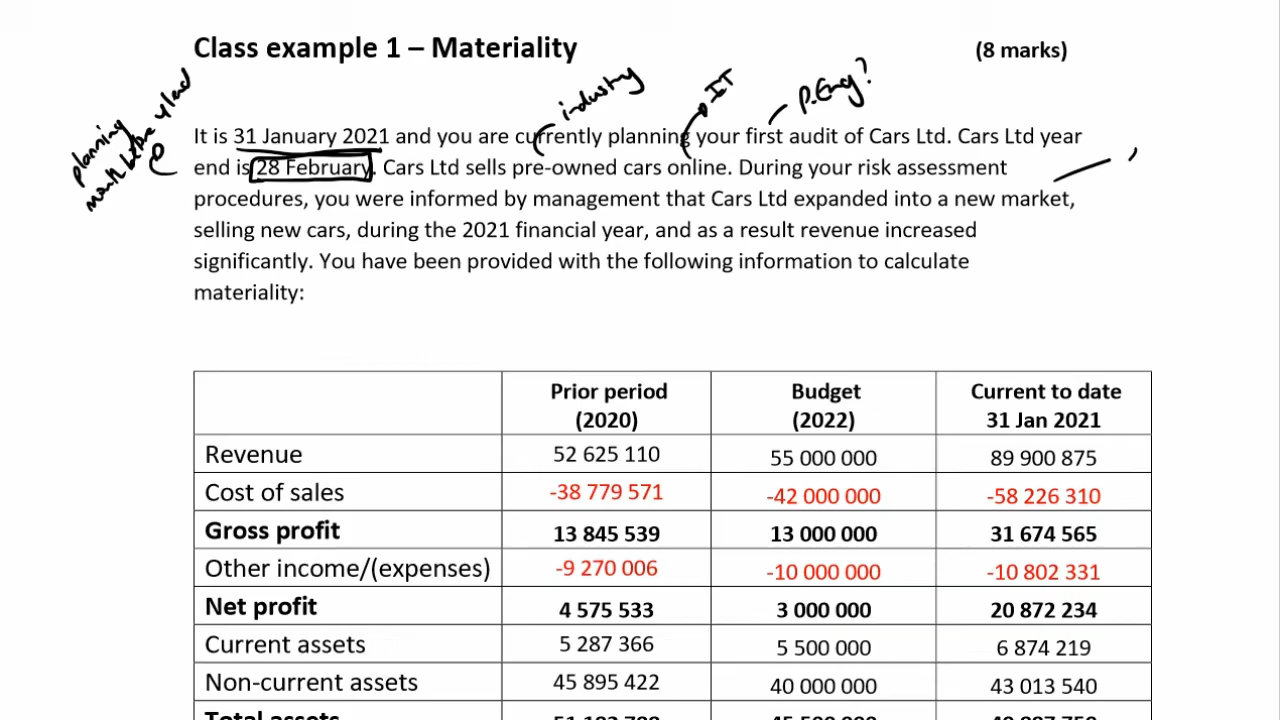 Class example 1 – Materiality (8 marks)
industry
IT
P.Eng?
planning
month before y/end
It is 31 January 2021 and you are currently planning your first audit of Cars Ltd. Cars Ltd year
end is 28 February. Cars Ltd sells pre-owned cars online. During your risk assessment
procedures, you were informed by management that Cars Ltd expanded into a new market,
selling new cars, during the 2021 financial year, and as a result revenue increased
significantly. You have been provided with the following information to calculate
materiality:
Prior period Budget Current to date
(2020) (2022) 31 Jan 2021
Revenue 52 625 110 55 000 000 89 900 875
Cost of sales -38 779 571 -42 000 000 -58 226 310
Gross profit 13 845 539 13 000 000 31 674 565
Other income/(expenses) -9 270 006 -10 000 000 -10 802 331
Net profit 4 575 533 3 000 000 20 872 234
Current assets 5 287 366 5 500 000 6 874 219
Non-current assets 45 895 422 40 000 000 43 013 540
Total assets